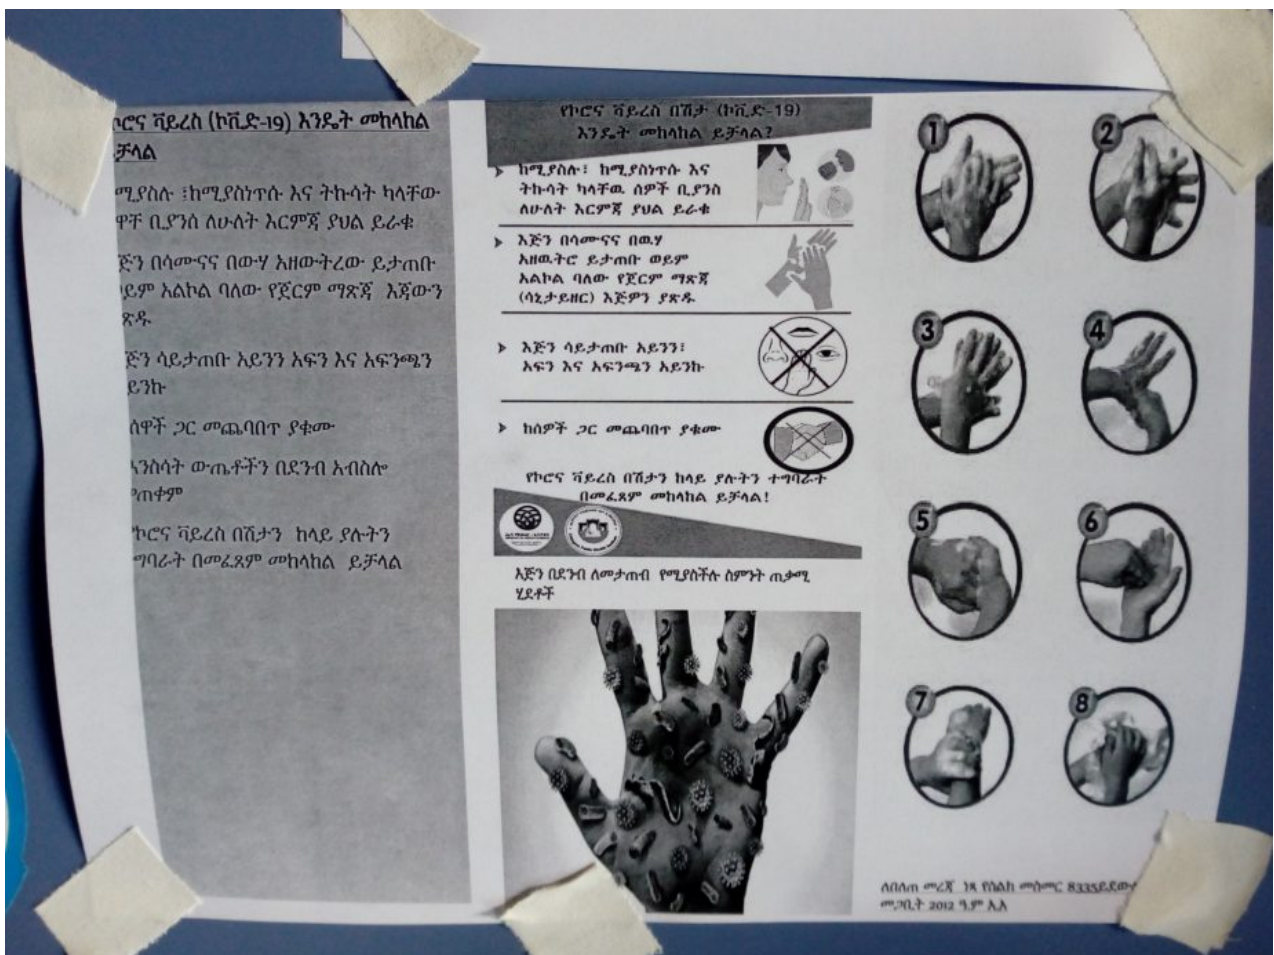 ኮሮና ቫይረስ (ኮቪድ-19) እንዴት መከላከል
ይቻላል
ሚያስሉ ፣ከሚያስነጥሱ እና ትኩሳት ካላቸው
ዋቸ ቢያንስ ለሁለት እርምጃ ያህል ይራቁ
ጅን በሳሙናና በውሃ አዘውትረው ይታጠቡ
ይም አልኮል ባለው የጀርም ማጽጃ እጃውን
ጽዱ
ጅን ሳይታጠቡ አይንን አፍን እና አፍንጫን
ይንኩ
ሰዋች ጋር መጨባበጥ ያቁሙ
እንስሳት ውጤቶችን በደንብ አብስሎ
ጠቀም
ኮሮና ቫይረስ በሽታን ከላይ ያሉትን
ግባራት በመፈጸም መከላከል ይቻላል
የኮሮና ቫይረስ በሽታ (ኮቪድ-19)
እንዴት መከላከል ይቻላል?
ከሚያስሉ፣ ከሚያስነጥሱ እና
ትኩሳት ካላቸዉ ሰዎች ቢያንስ
ለሁለት እርምጃ ያህል ይራቁ
እጅን በሳሙናና በዉሃ
አዘዉትሮ ይታጠቡ ወይም
አልኮል ባለው የጀርም ማጽጃ
(ሳኒታይዘር) እጅዎን ያጽዱ
እጅን ሳይታጠቡ አይንን፣
አፍን እና አፍንጫን አይንኩ
ከሰዎች ጋር መጨባበጥ ያቁሙ
የኮሮና ቫይረስ በሽታን ከላይ ያሉትን ተግባራት
በመፈጸም መከላከል ይቻላል!
እጅን በደንብ ለመታጠብ የሚያስችሉ ስምንት ጠቃሚ
ሂደቶች
1
2
3
4
5
6
7
8
ለበለጠ መረጃ ነጻ የስልክ መስመር 8335ይደው
መጋቢት 2012 ዓ.ም አ.አ